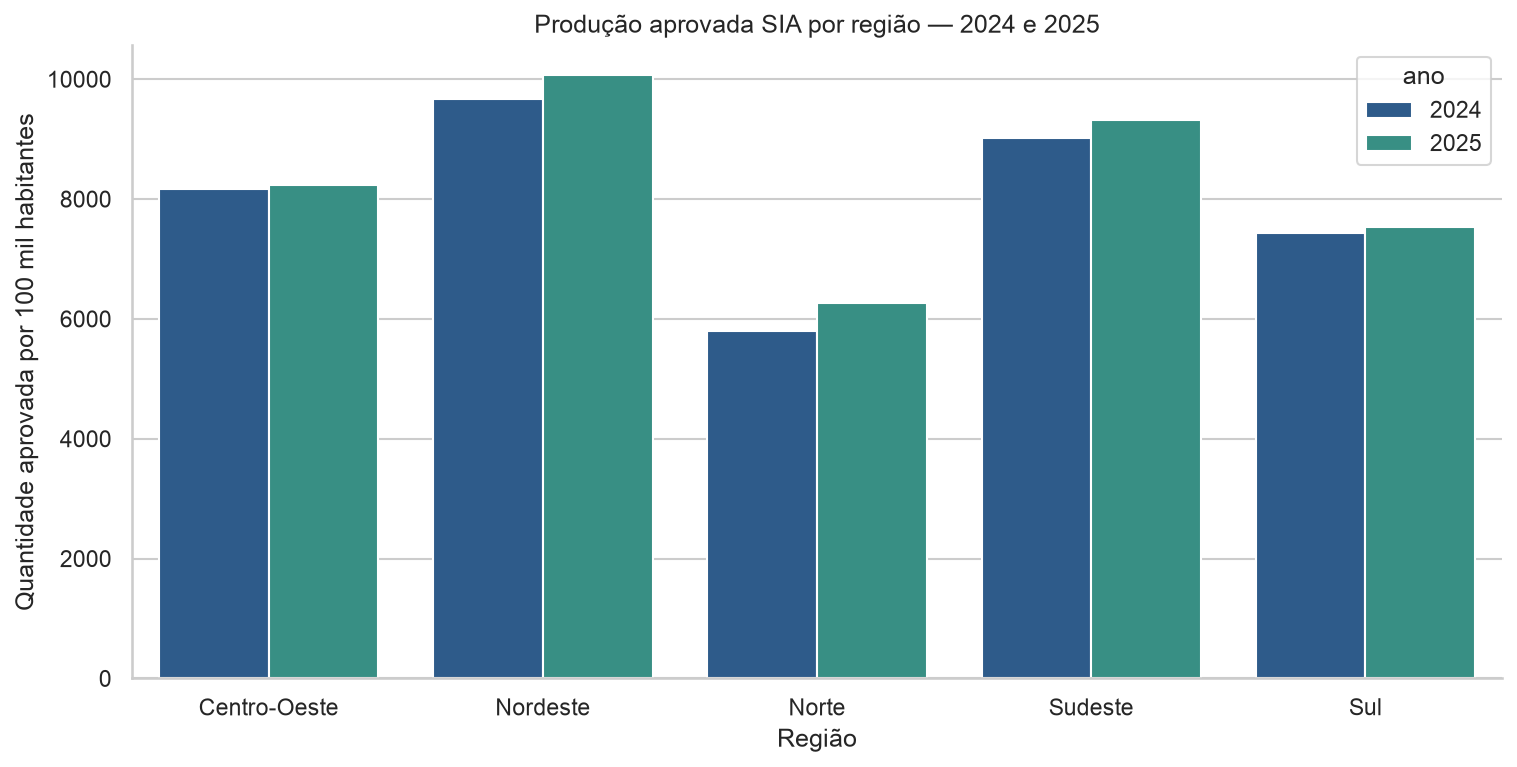 Produção aprovada SIA por região — 2024 e 2025
Quantidade aprovada por 100 mil habitantes
10000
8000
6000
4000
2000
0
ano
2024
2025
Centro-Oeste
Nordeste
Norte
Sudeste
Sul
Região